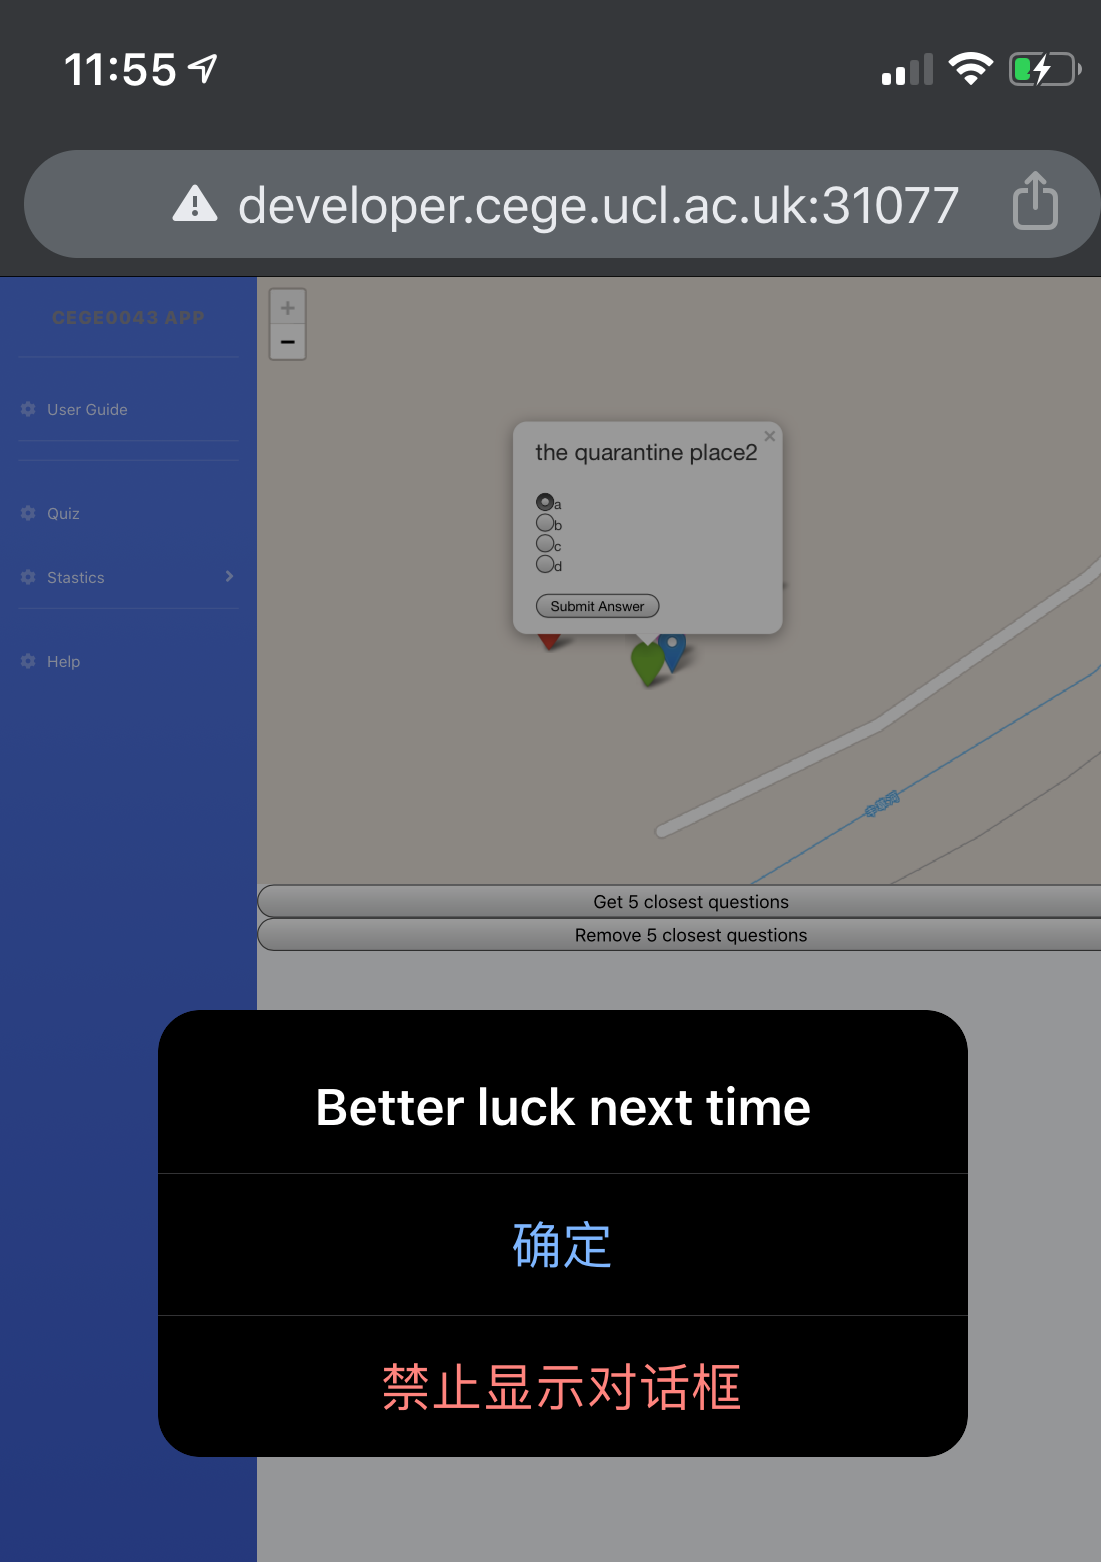 11:55
developer.cege.ucl.ac.uk:31077
CEGE0043 APP
User Guide
Quiz
Stastics
Help
+
−
the quarantine place2
×
a
b
c
d
Submit Answer
Get 5 closest questions
Remove 5 closest questions
Better luck next time
确定
禁止显示对话框